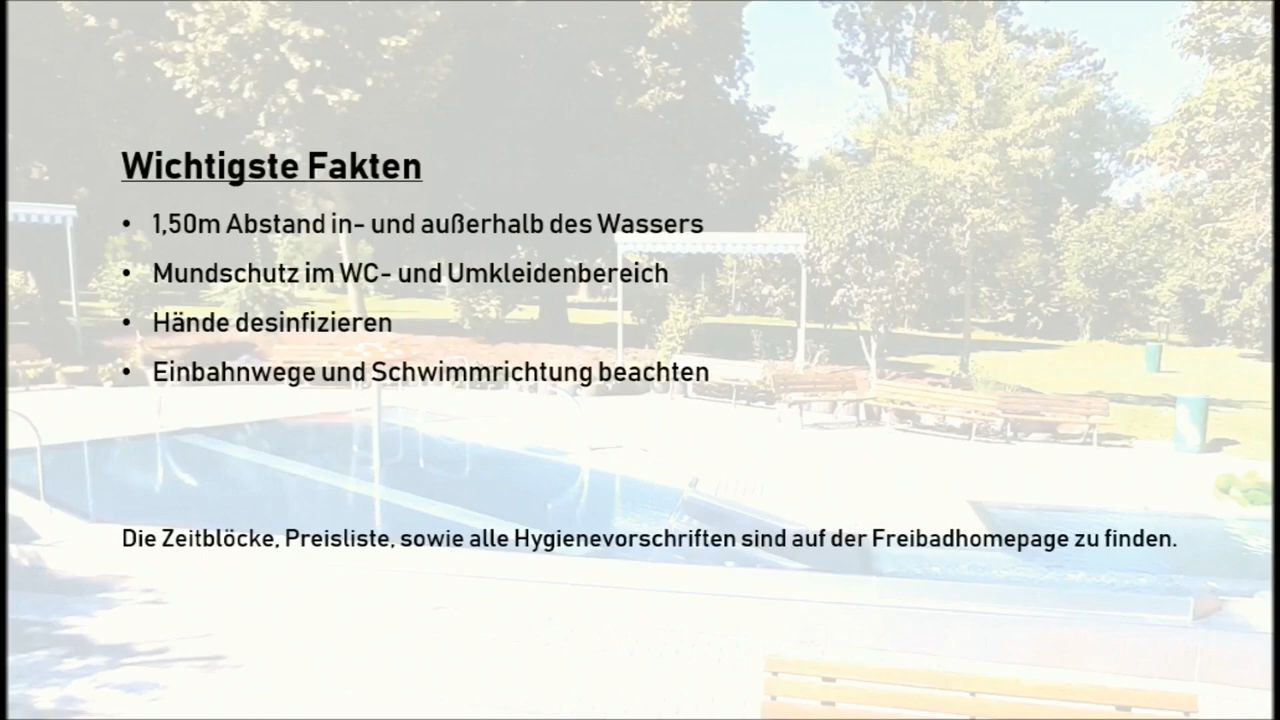 Wichtigste Fakten
• 1,50m Abstand in- und außerhalb des Wassers
• Mundschutz im WC- und Umkleidenbereich
• Hände desinfizieren
• Einbahnwege und Schwimmrichtung beachten
Die Zeitblöcke, Preisliste, sowie alle Hygienevorschriften sind auf der Freibadhomepage zu finden.